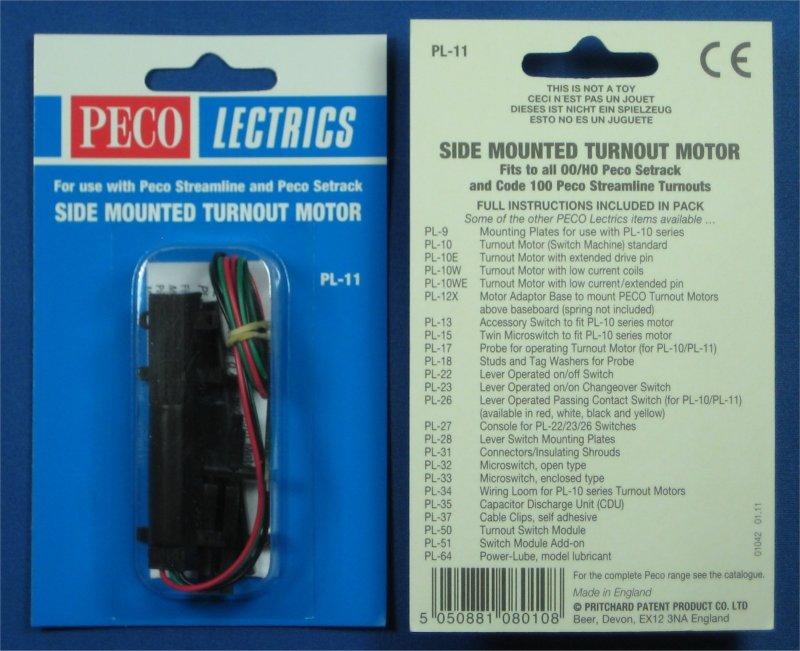 PECO LECTRICS
For use with Peco Streamline and Peco Setrack
SIDE MOUNTED TURNOUT MOTOR
PL-11
PL-11
CE
THIS IS NOT A TOY
CECI N'EST PAS UN JOUET
DIESES IST NICHT EIN SPIELZEUG
ESTO NO ES UN JUGUETE
SIDE MOUNTED TURNOUT MOTOR
Fits to all OO/HO Peco Setrack
and Code 100 Peco Streamline Turnouts
FULL INSTRUCTIONS INCLUDED IN PACK
Some of the other PECO Lectrics items available ...
PL-9 Mounting Plates for use with PL-10 series
PL-10 Turnout Motor (Switch Machine) standard
PL-10E Turnout Motor with extended drive pin
PL-10W Turnout Motor with low current coils
PL-10WE Turnout Motor with low current/extended pin
PL-12X Motor Adaptor Base to mount PECO Turnout Motors
above baseboard (spring not included)
PL-13 Accessory Switch to fit PL-10 series motor
PL-15 Twin Microswitch to fit PL-10 series motor
PL-17 Probe for operating Turnout Motor (for PL-10/PL-11)
PL-18 Studs and Tag Washers for Probe
PL-22 Lever Operated on/off Switch
PL-23 Lever Operated on/on Changeover Switch
PL-26 Lever Operated Passing Contact Switch (for PL-10/PL-11)
(available in red, white, black and yellow)
PL-27 Console for PL-22/23/26 Switches
PL-28 Lever Switch Mounting Plates
PL-31 Connectors/Insulating Shrouds
PL-32 Microswitch, open type
PL-33 Microswitch, enclosed type
PL-34 Wiring Loom for PL-10 series Turnout Motors
PL-35 Capacitor Discharge Unit (CDU)
PL-37 Cable Clips, self adhesive
PL-50 Turnout Switch Module
PL-51 Switch Module Add-on
PL-64 Power-Lube, model lubricant
01042 01.11
For the complete Peco range see the catalogue.
Made in England
© PRITCHARD PATENT PRODUCT CO. LTD
Beer, Devon, EX12 3NA England
5 050881 080108